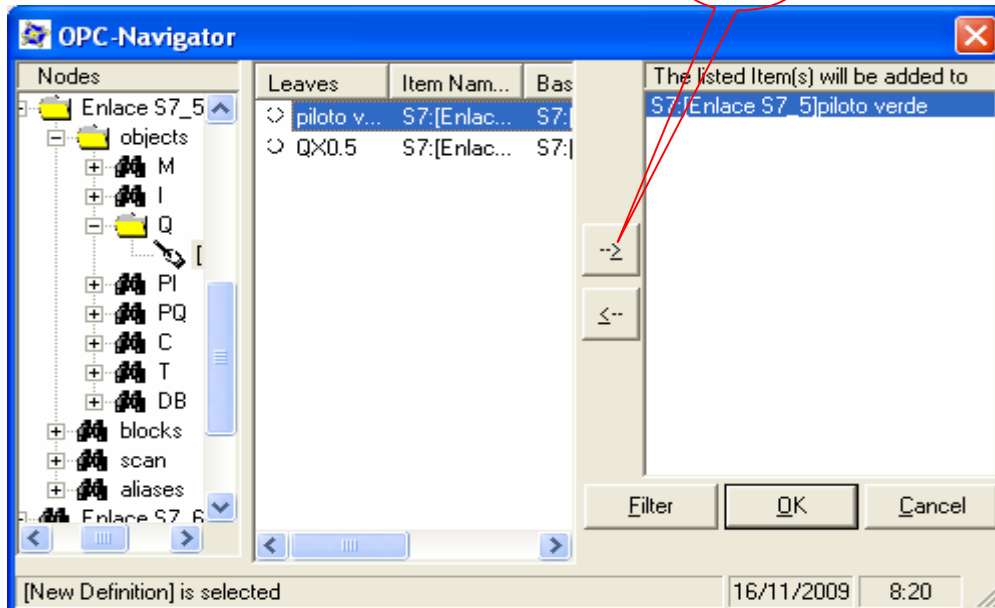 OPC-Navigator
Nodes
Enlace S7_5
objects
M
I
Q
[
PI
PQ
C
T
DB
blocks
scan
aliases
Enlace S7_6
Leaves Item Nam... Bas
piloto v... S7:[Enlac... S7:[
QX0.5 S7:[Enlac... S7:[
-->
<--
The listed Item(s) will be added to
S7:[Enlace S7_5]piloto verde
Filter OK Cancel
[New Definition] is selected 16/11/2009 8:20